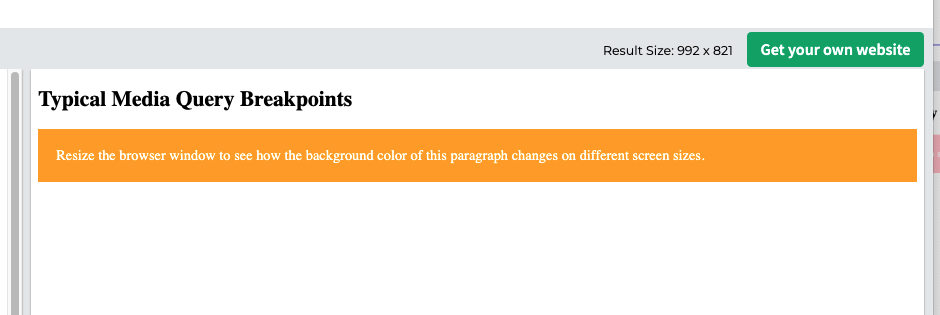 Result Size: 992 x 821
Get your own website
Typical Media Query Breakpoints
Resize the browser window to see how the background color of this paragraph changes on different screen sizes.